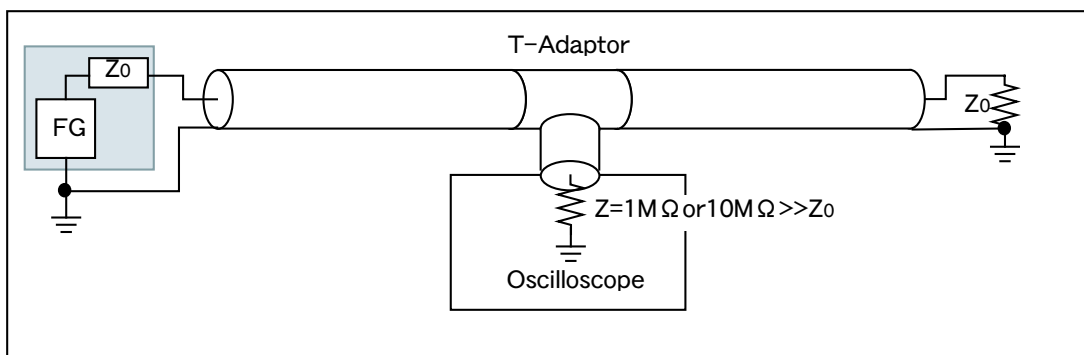 T-Adaptor
Z0
FG
Z0
Z=1MΩor10MΩ>>Z0
Oscilloscope